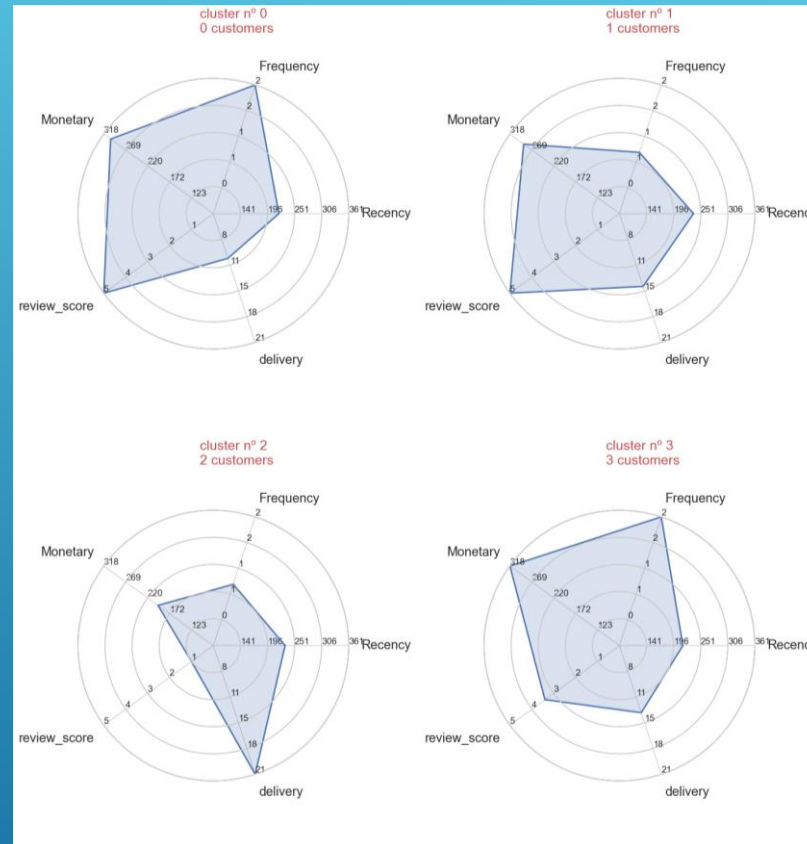 cluster nº 0
0 customers
Frequency
2
2
1
1
0
Monetary
318
269
220
172
123
141 196 251 306 361
Recency
1
2
3
4
5
review_score
8
11
15
18
21
delivery
cluster nº 1
1 customers
Frequency
2
2
1
1
0
Monetary
318
269
220
172
123
141 196 251 306 361
Recenc
1
2
3
4
5
review_score
8
11
15
18
21
delivery
cluster nº 2
2 customers
Frequency
2
2
1
1
0
Monetary
318
269
220
172
123
141 196 251 306 361
Recency
1
2
3
4
5
review_score
8
11
15
18
21
delivery
cluster nº 3
3 customers
Frequency
2
2
1
1
0
Monetary
318
269
220
172
123
141 196 251 306 361
Recenc
1
2
3
4
5
review_score
8
11
15
18
21
delivery